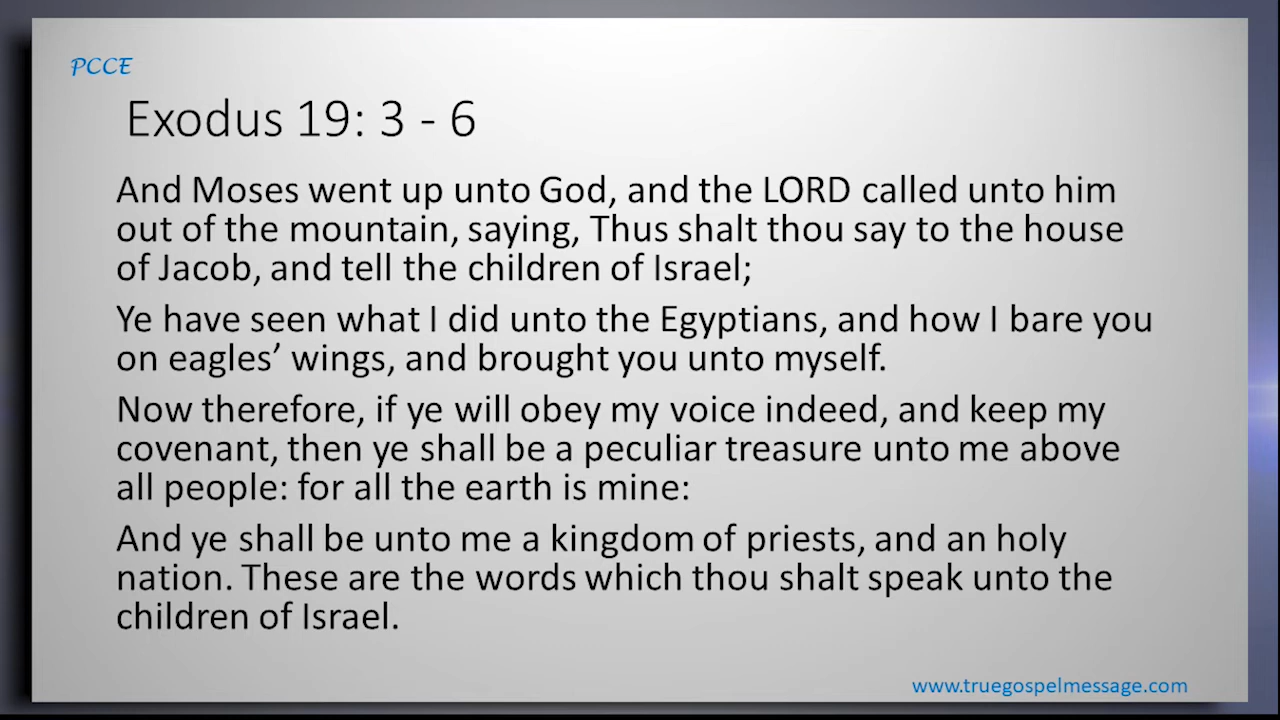 PCCE
Exodus 19: 3 - 6
And Moses went up unto God, and the LORD called unto him
out of the mountain, saying, Thus shalt thou say to the house
of Jacob, and tell the children of Israel;
Ye have seen what I did unto the Egyptians, and how I bare you
on eagles’ wings, and brought you unto myself.
Now therefore, if ye will obey my voice indeed, and keep my
covenant, then ye shall be a peculiar treasure unto me above
all people: for all the earth is mine:
And ye shall be unto me a kingdom of priests, and an holy
nation. These are the words which thou shalt speak unto the
children of Israel.
www.truegospelmessage.com